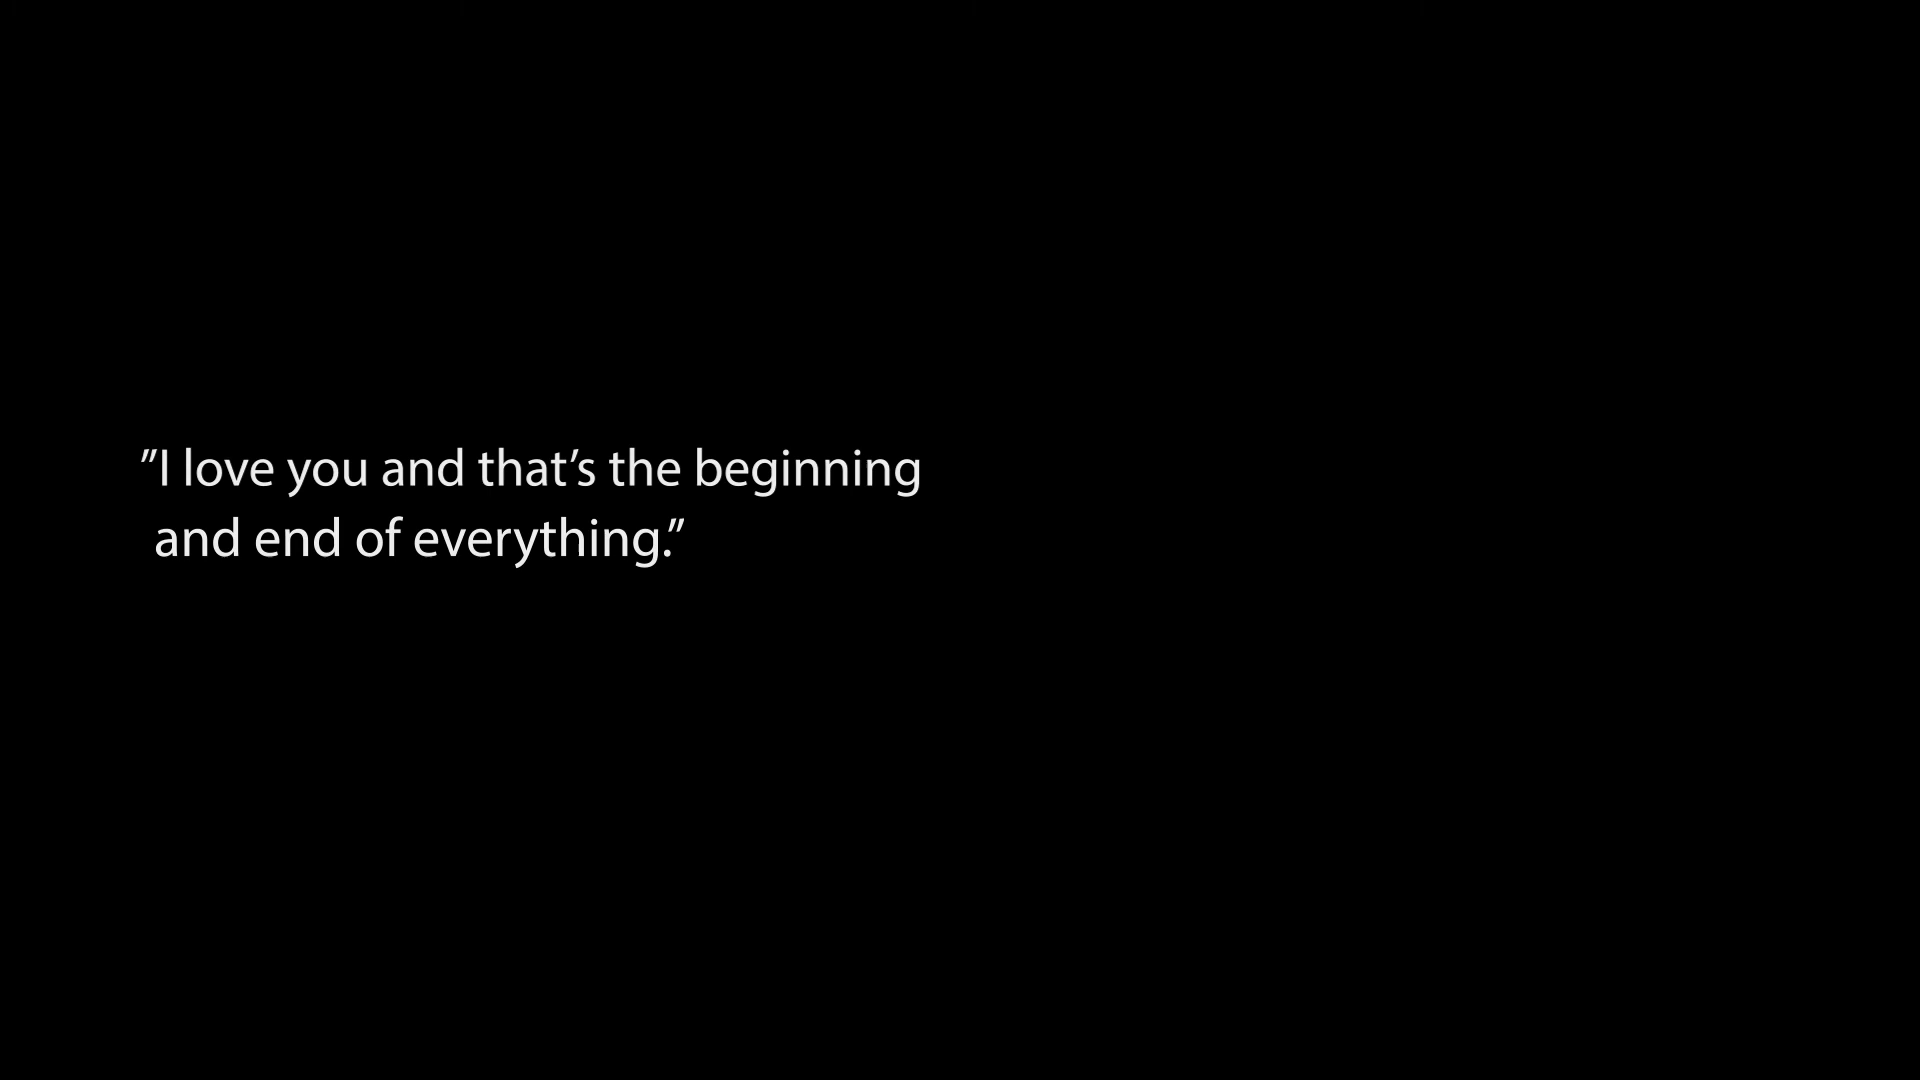 ”I love you and that’s the beginning
and end of everything.”